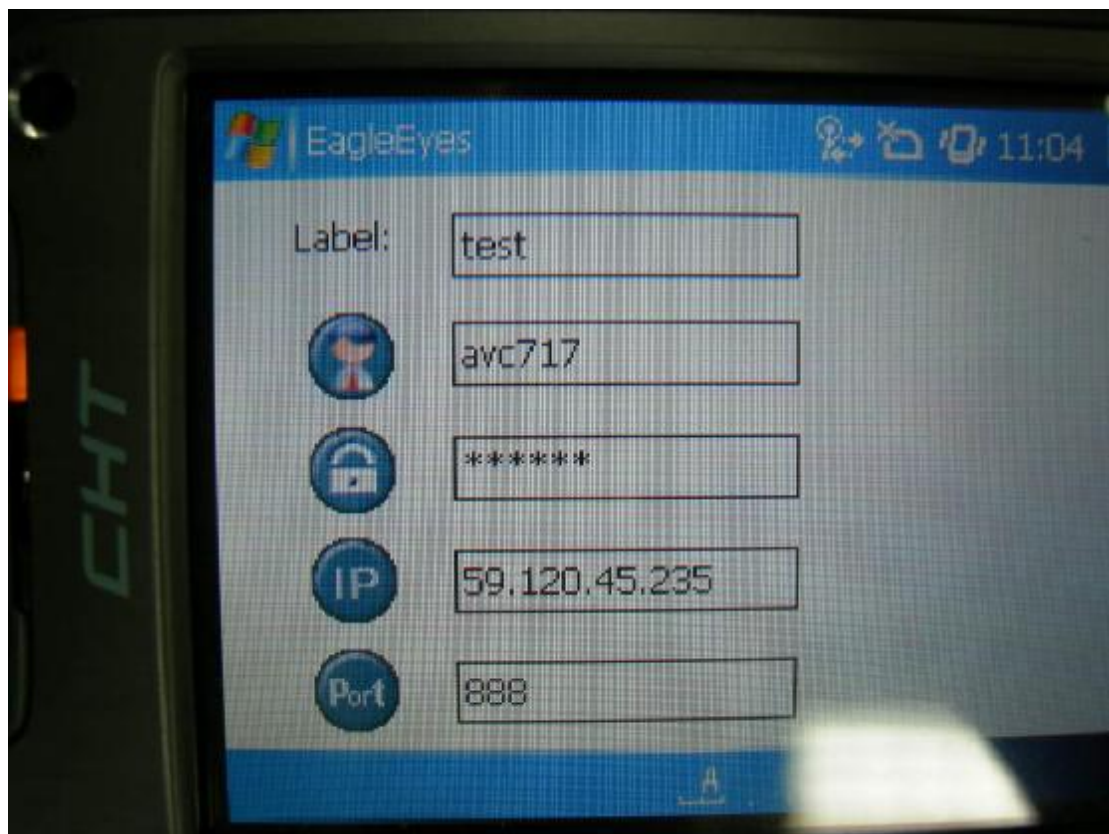 EagleEyes 11:04
Label: test
avc717
******
IP 59.120.45.235
Port 888
CHT